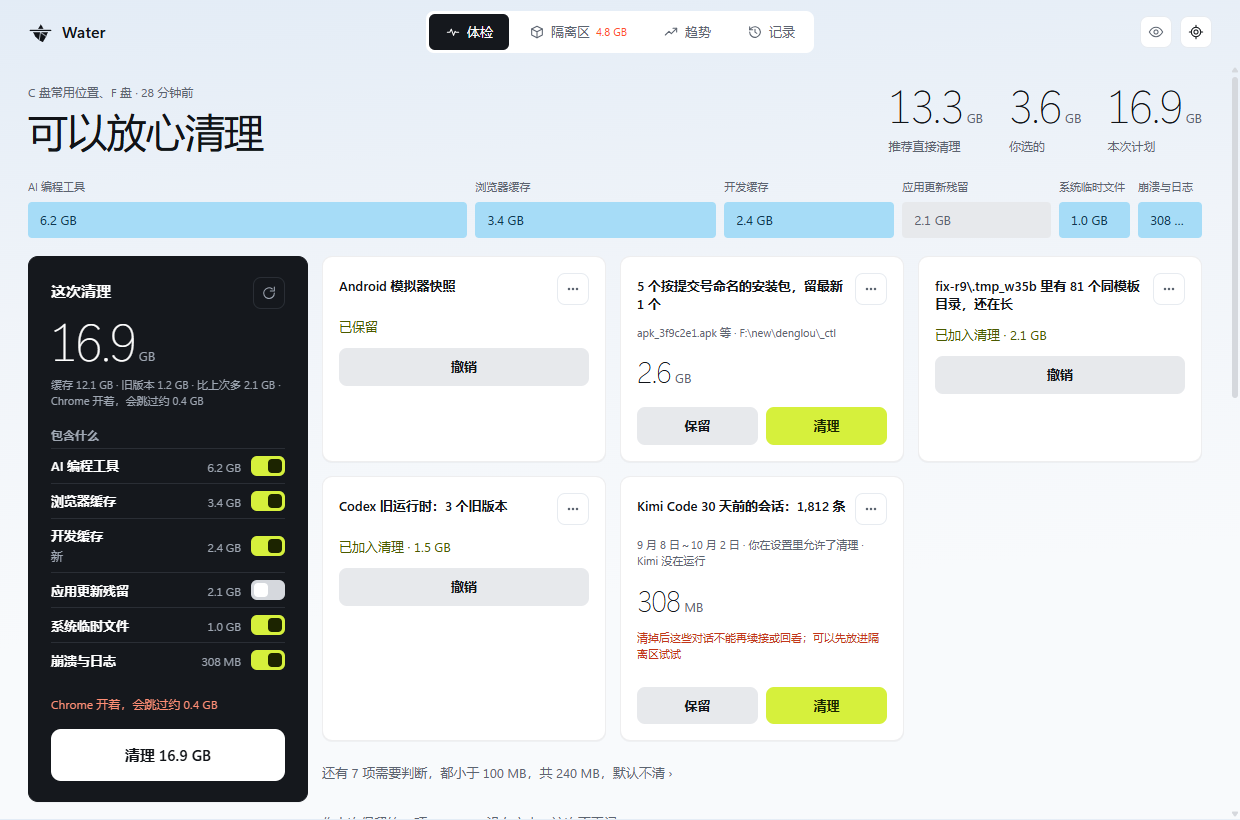 Water
体检
隔离区 4.8 GB
趋势
记录
C 盘常用位置、F 盘 · 28 分钟前
可以放心清理
13.3 GB
推荐直接清理
3.6 GB
你选的
16.9 GB
本次计划
AI 编程工具
6.2 GB
浏览器缓存
3.4 GB
开发缓存
2.4 GB
应用更新残留
2.1 GB
系统临时文件
1.0 GB
崩溃与日志
308 ...
这次清理
16.9 GB
缓存 12.1 GB · 旧版本 1.2 GB · 比上次多 2.1 GB ·
Chrome 开着，会跳过约 0.4 GB
包含什么
AI 编程工具 6.2 GB
浏览器缓存 3.4 GB
开发缓存 2.4 GB
新
应用更新残留 2.1 GB
系统临时文件 1.0 GB
崩溃与日志 308 MB
Chrome 开着，会跳过约 0.4 GB
清理 16.9 GB
Android 模拟器快照
已保留
撤销
5 个按提交号命名的安装包，留最新
1 个
apk_3f9c2e1.apk 等 · F:\new\denglou\_ctl
2.6 GB
保留
清理
fix-r9\.tmp_w35b 里有 81 个同模板
目录，还在长
已加入清理 · 2.1 GB
撤销
Codex 旧运行时：3 个旧版本
已加入清理 · 1.5 GB
撤销
Kimi Code 30 天前的会话：1,812 条
9 月 8 日 ~ 10 月 2 日 · 你在设置里允许了清理 ·
Kimi 没在运行
308 MB
清掉后这些对话不能再续接或回看；可以先放进隔
离区试试
保留
清理
还有 7 项需要判断，都小于 100 MB，共 240 MB，默认不清 ›